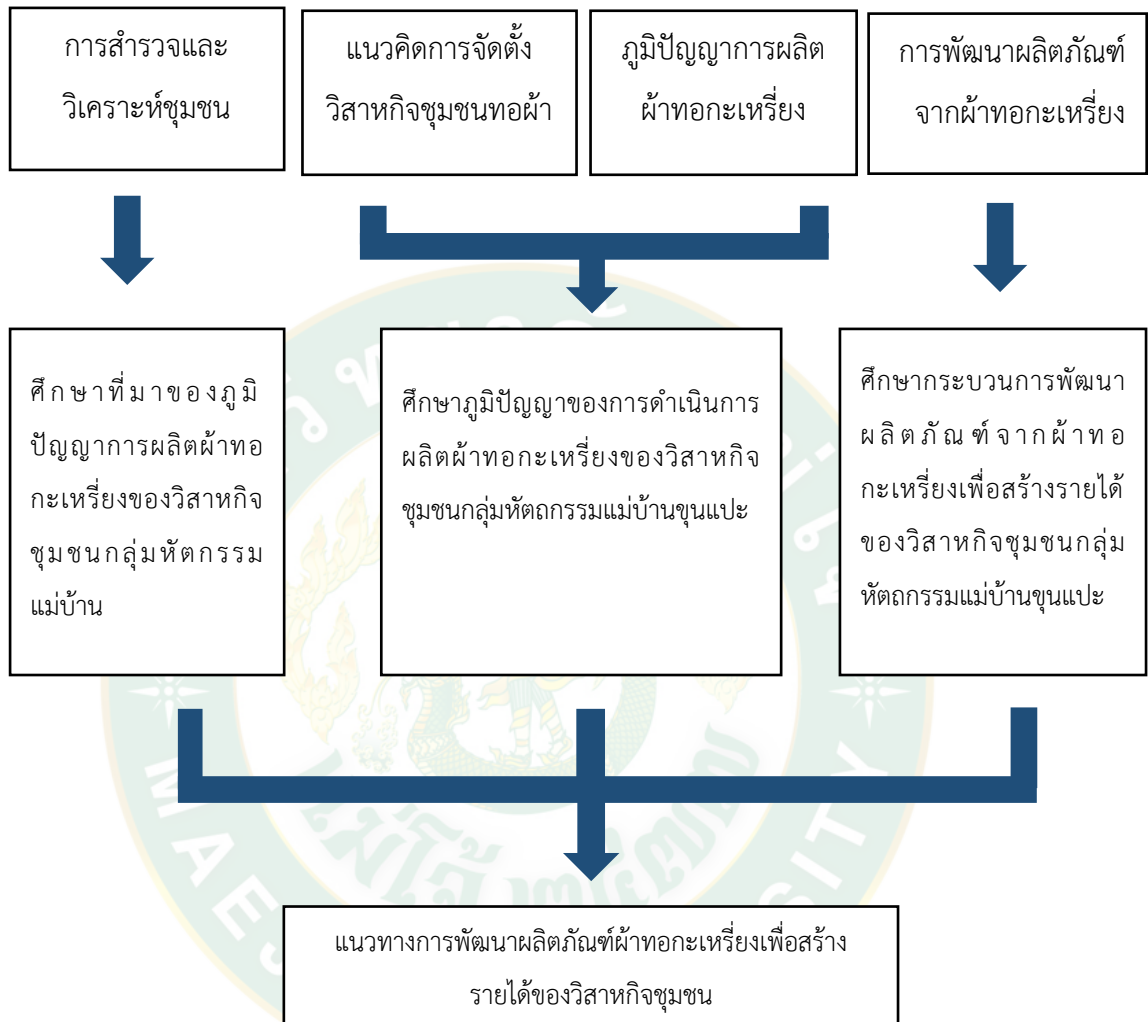 การสำรวจและ
วิเคราะห์ชุมชน
แนวคิดการจัดตั้ง
วิสาหกิจชุมชนทอผ้า
ภูมิปัญญาการผลิต
ผ้าทอกะเหรี่ยง
การพัฒนาผลิตภัณฑ์
จากผ้าทอกะเหรี่ยง
ศึกษาที่มาของภูมิ
ปัญญาการผลิตผ้าทอ
กะเหรี่ยงของวิสาหกิจ
ชุมชนกลุ่มหัตกรรม
แม่บ้าน
ศึกษาภูมิปัญญาของการดำเนินการ
ผลิตผ้าทอกะเหรี่ยงของวิสาหกิจ
ชุมชนกลุ่มหัตถกรรมแม่บ้านขุนแปะ
ศึกษากระบวนการพัฒนา
ผลิตภัณฑ์จากผ้าทอ
กะเหรี่ยงเพื่อสร้างรายได้
ของวิสาหกิจชุมชนกลุ่ม
หัตถกรรมแม่บ้านขุนแปะ
แนวทางการพัฒนาผลิตภัณฑ์ผ้าทอกะเหรี่ยงเพื่อสร้าง
รายได้ของวิสาหกิจชุมชน